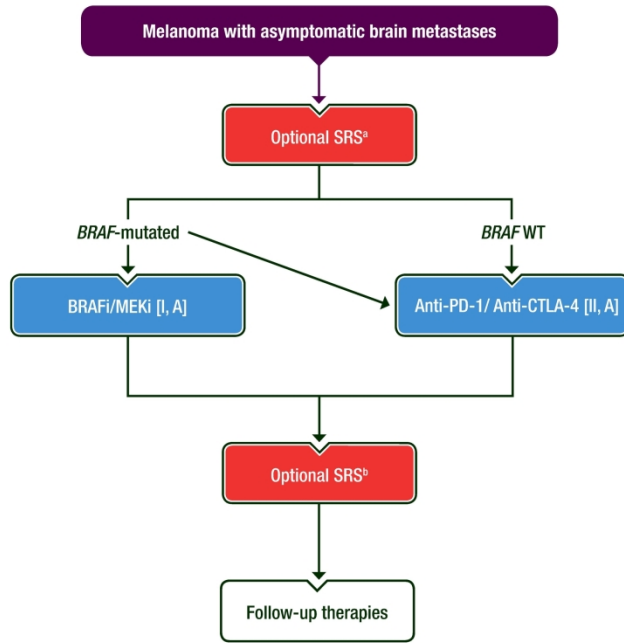 Melanoma with asymptomatic brain metastases
Optional SRSᵃ
BRAF-mutated
BRAF WT
BRAFi/MEKi [I, A]
Anti-PD-1/ Anti-CTLA-4 [II, A]
Optional SRSᵇ
Follow-up therapies